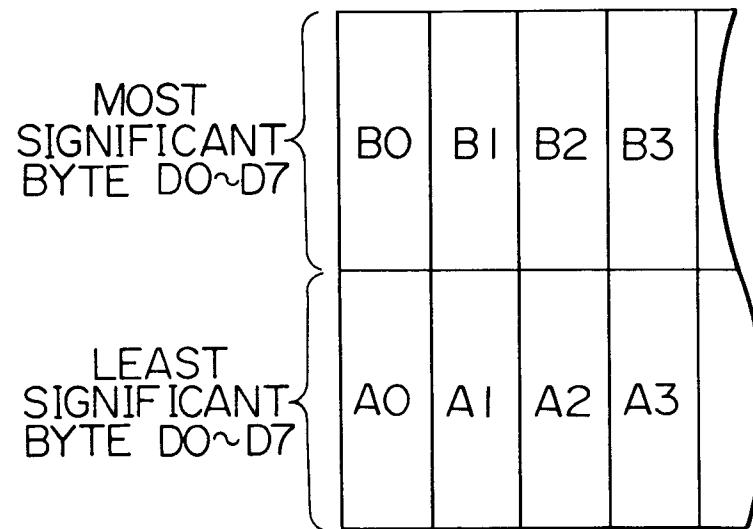 MOST
SIGNIFICANT
BYTE D0~D7
B0 B1 B2 B3
LEAST
SIGNIFICANT
BYTE D0~D7
A0 A1 A2 A3